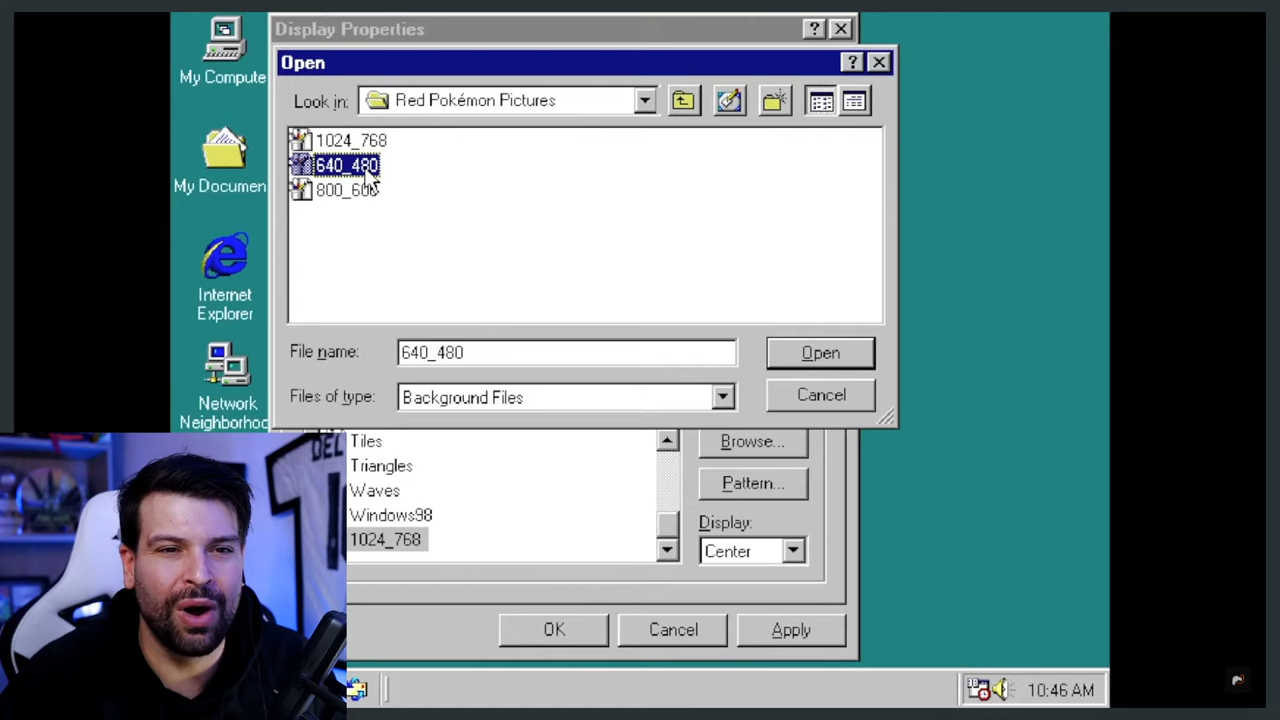 My Compute
My Documen
Internet
Explorer
Network
Neighborhoo
Display Properties
Open
Look in:
Red Pokémon Pictures
1024_768
640_480
800_600
File name:
640_480
Open
Files of type:
Background Files
Cancel
Tiles
Triangles
Waves
Windows98
1024_768
Browse...
Pattern...
Display:
Center
OK
Cancel
Apply
10:46 AM
DEL